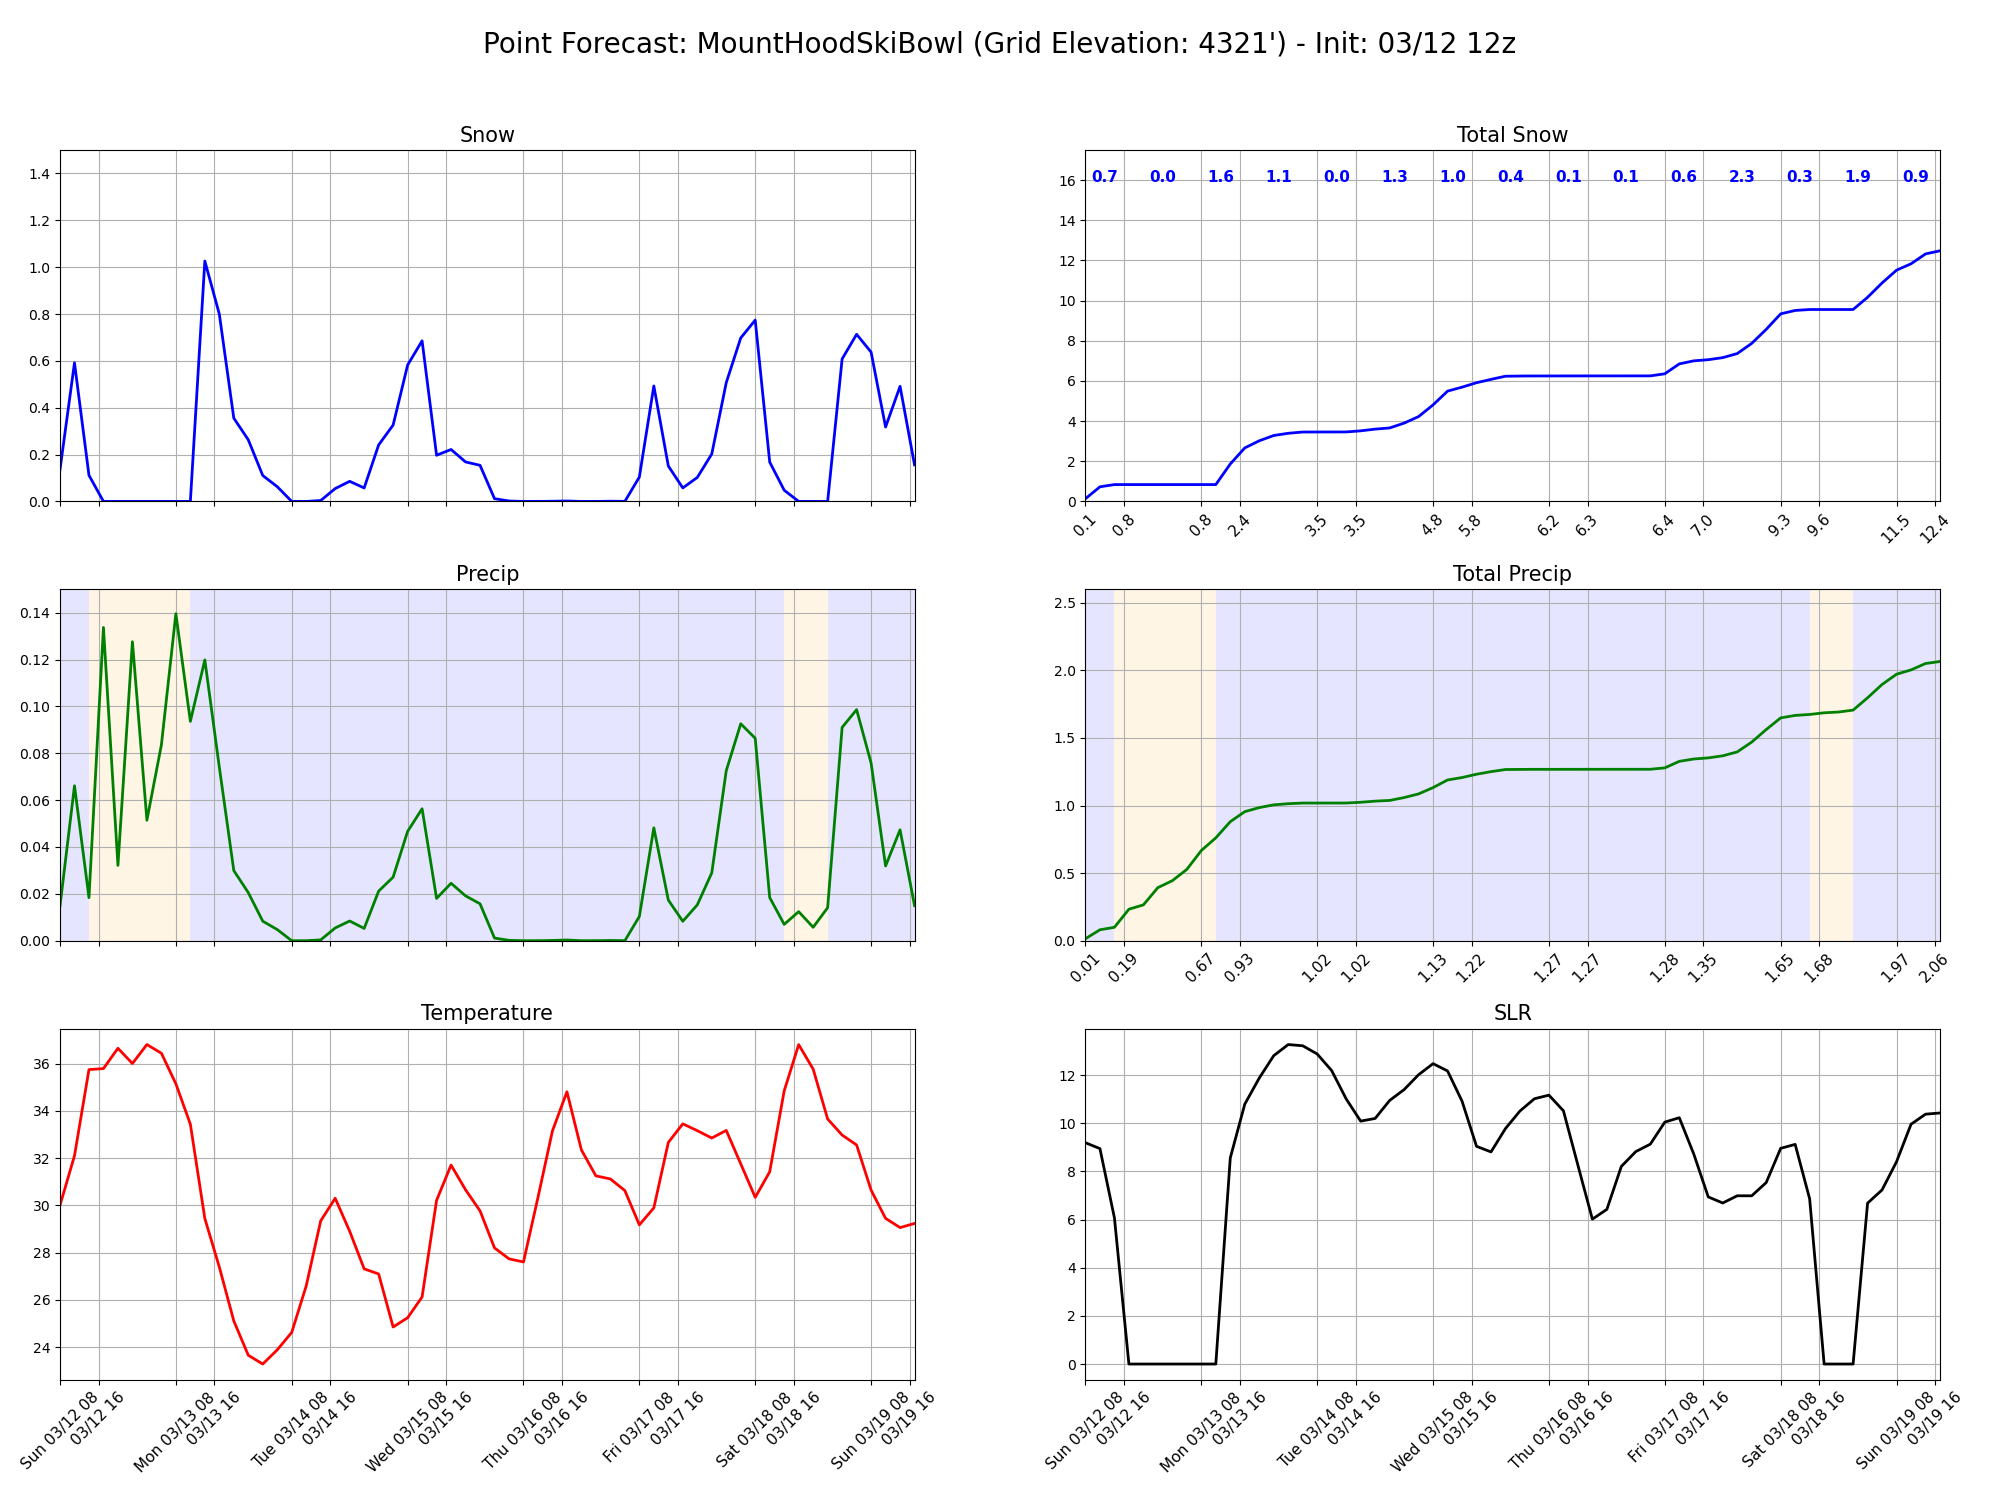 Point Forecast: MountHoodSkiBowl (Grid Elevation: 4321') - Init: 03/12 12z
Snow
1.4
1.2
1.0
0.8
0.6
0.4
0.2
0.0
Total Snow
0.7 0.0 1.6 1.1 0.0 1.3 1.0 0.4 0.1 0.1 0.6 2.3 0.3 1.9 0.9
16
14
12
10
8
6
4
2
0
0.1 0.8 0.8 2.4 3.5 3.5 4.8 5.8 6.2 6.3 6.4 7.0 9.3 9.6 11.5 12.4
Precip
0.14
0.12
0.10
0.08
0.06
0.04
0.02
0.00
Total Precip
2.5
2.0
1.5
1.0
0.5
0.0
0.01 0.19 0.67 0.93 1.02 1.02 1.13 1.22 1.27 1.27 1.28 1.35 1.65 1.68 1.97 2.06
Temperature
36
34
32
30
28
26
24
Sun 03/12 08
03/12 16
Mon 03/13 08
03/13 16
Tue 03/14 08
03/14 16
Wed 03/15 08
03/15 16
Thu 03/16 08
03/16 16
Fri 03/17 08
03/17 16
Sat 03/18 08
03/18 16
Sun 03/19 08
03/19 16
SLR
12
10
8
6
4
2
0
Sun 03/12 08
03/12 16
Mon 03/13 08
03/13 16
Tue 03/14 08
03/14 16
Wed 03/15 08
03/15 16
Thu 03/16 08
03/16 16
Fri 03/17 08
03/17 16
Sat 03/18 08
03/18 16
Sun 03/19 08
03/19 16